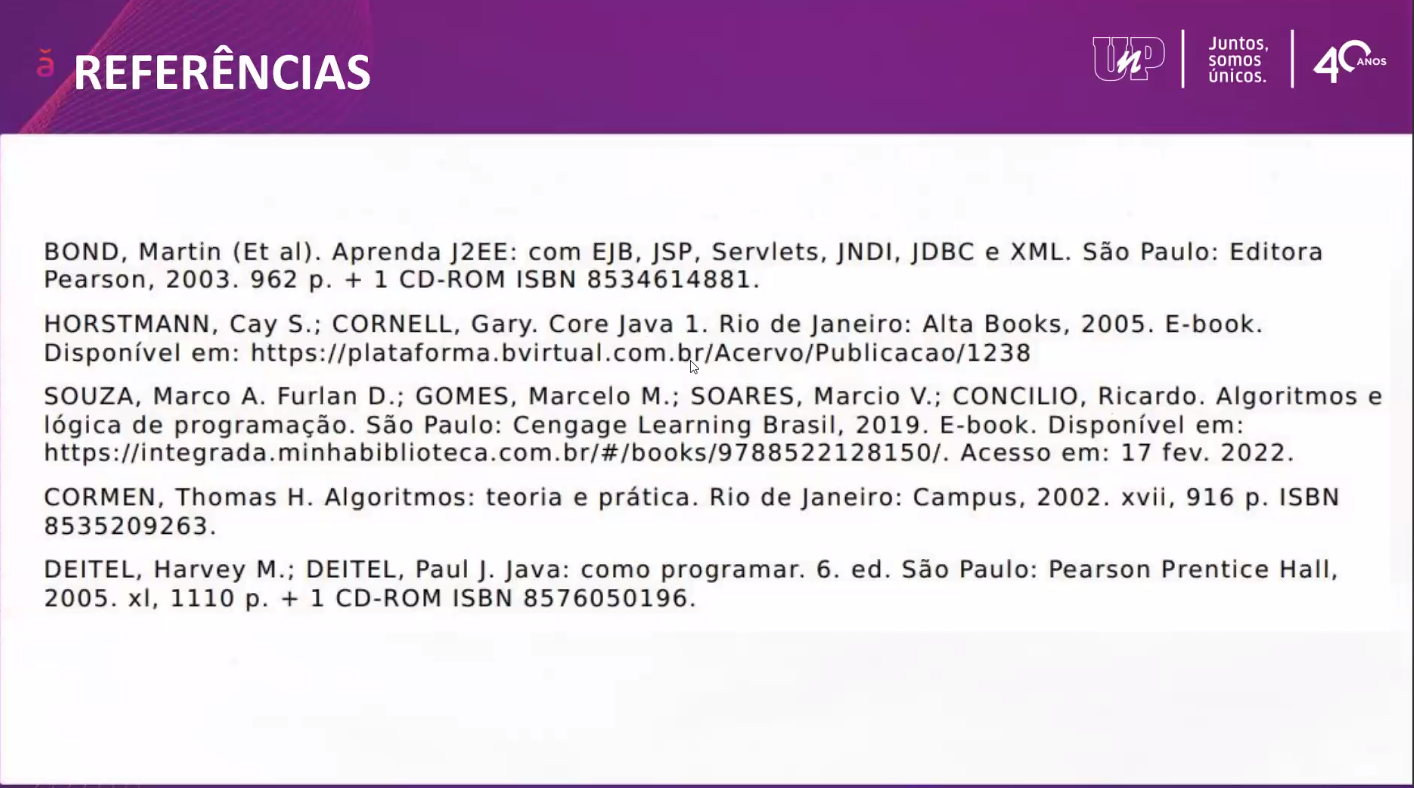 ă
REFERÊNCIAS
UnP
Juntos,
somos
únicos.
40 ANOS
BOND, Martin (Et al). Aprenda J2EE: com EJB, JSP, Servlets, JNDI, JDBC e XML. São Paulo: Editora
Pearson, 2003. 962 p. + 1 CD-ROM ISBN 8534614881.
HORSTMANN, Cay S.; CORNELL, Gary. Core Java 1. Rio de Janeiro: Alta Books, 2005. E-book.
Disponível em: https://plataforma.bvirtual.com.br/Acervo/Publicacao/1238
SOUZA, Marco A. Furlan D.; GOMES, Marcelo M.; SOARES, Marcio V.; CONCILIO, Ricardo. Algoritmos e
lógica de programação. São Paulo: Cengage Learning Brasil, 2019. E-book. Disponível em:
https://integrada.minhabiblioteca.com.br/#/books/9788522128150/. Acesso em: 17 fev. 2022.
CORMEN, Thomas H. Algoritmos: teoria e prática. Rio de Janeiro: Campus, 2002. xvii, 916 p. ISBN
8535209263.
DEITEL, Harvey M.; DEITEL, Paul J. Java: como programar. 6. ed. São Paulo: Pearson Prentice Hall,
2005. xl, 1110 p. + 1 CD-ROM ISBN 8576050196.